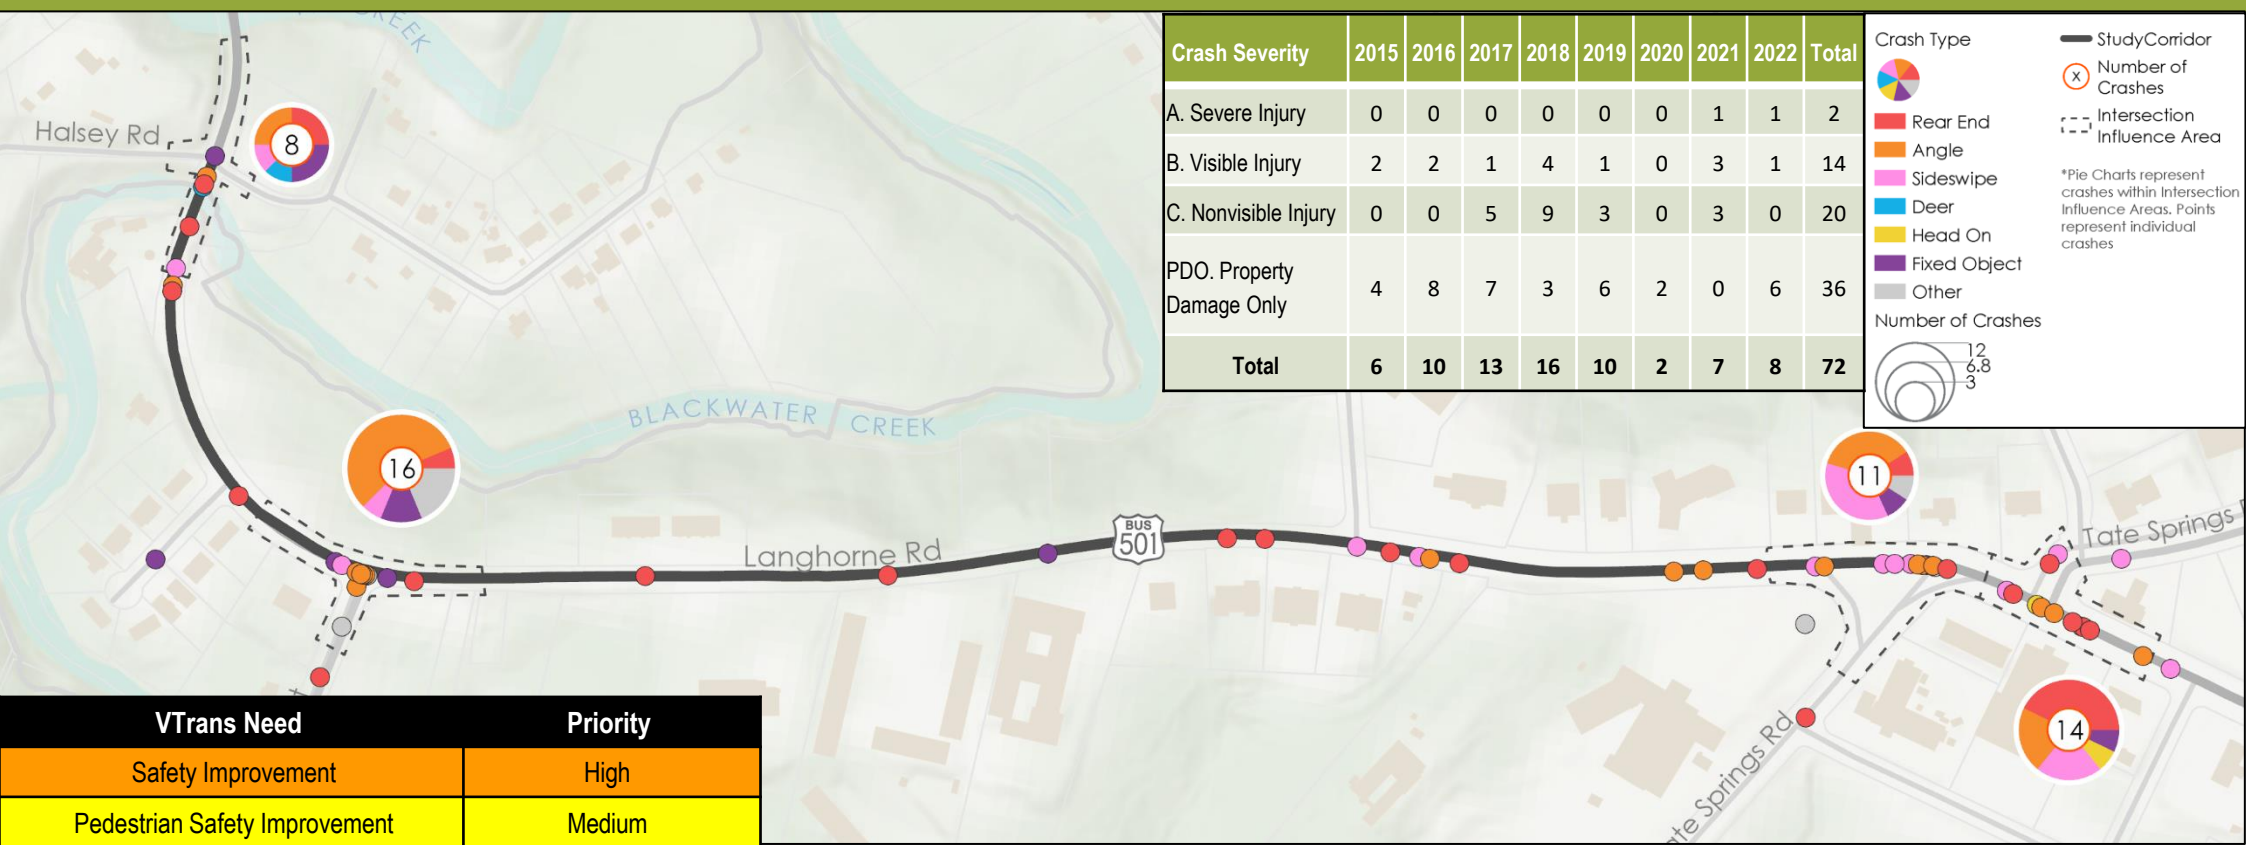 Crash Severity 2015 2016 2017 2018 2019 2020 2021 2022 Total
A. Severe Injury 0 0 0 0 0 0 1 1 2
B. Visible Injury 2 2 1 4 1 0 3 1 14
C. Nonvisible Injury 0 0 5 9 3 0 3 0 20
PDO. Property
Damage Only 4 8 7 3 6 2 0 6 36
Total 6 10 13 16 10 2 7 8 72
Crash Type
Rear End
Angle
Sideswipe
Deer
Head On
Fixed Object
Other
Number of Crashes
12
6.8
3
StudyCorridor
X
Number of
Crashes
Intersection
Influence Area
*Pie Charts represent
crashes within Intersection
Influence Areas. Points
represent individual
crashes
CREEK
Halsey Rd
8
BLACKWATER CREEK
16
11
BUS
501
Langhorne Rd
Tate Springs
14
ate Springs Rd
VTrans Need Priority
Safety Improvement High
Pedestrian Safety Improvement Medium